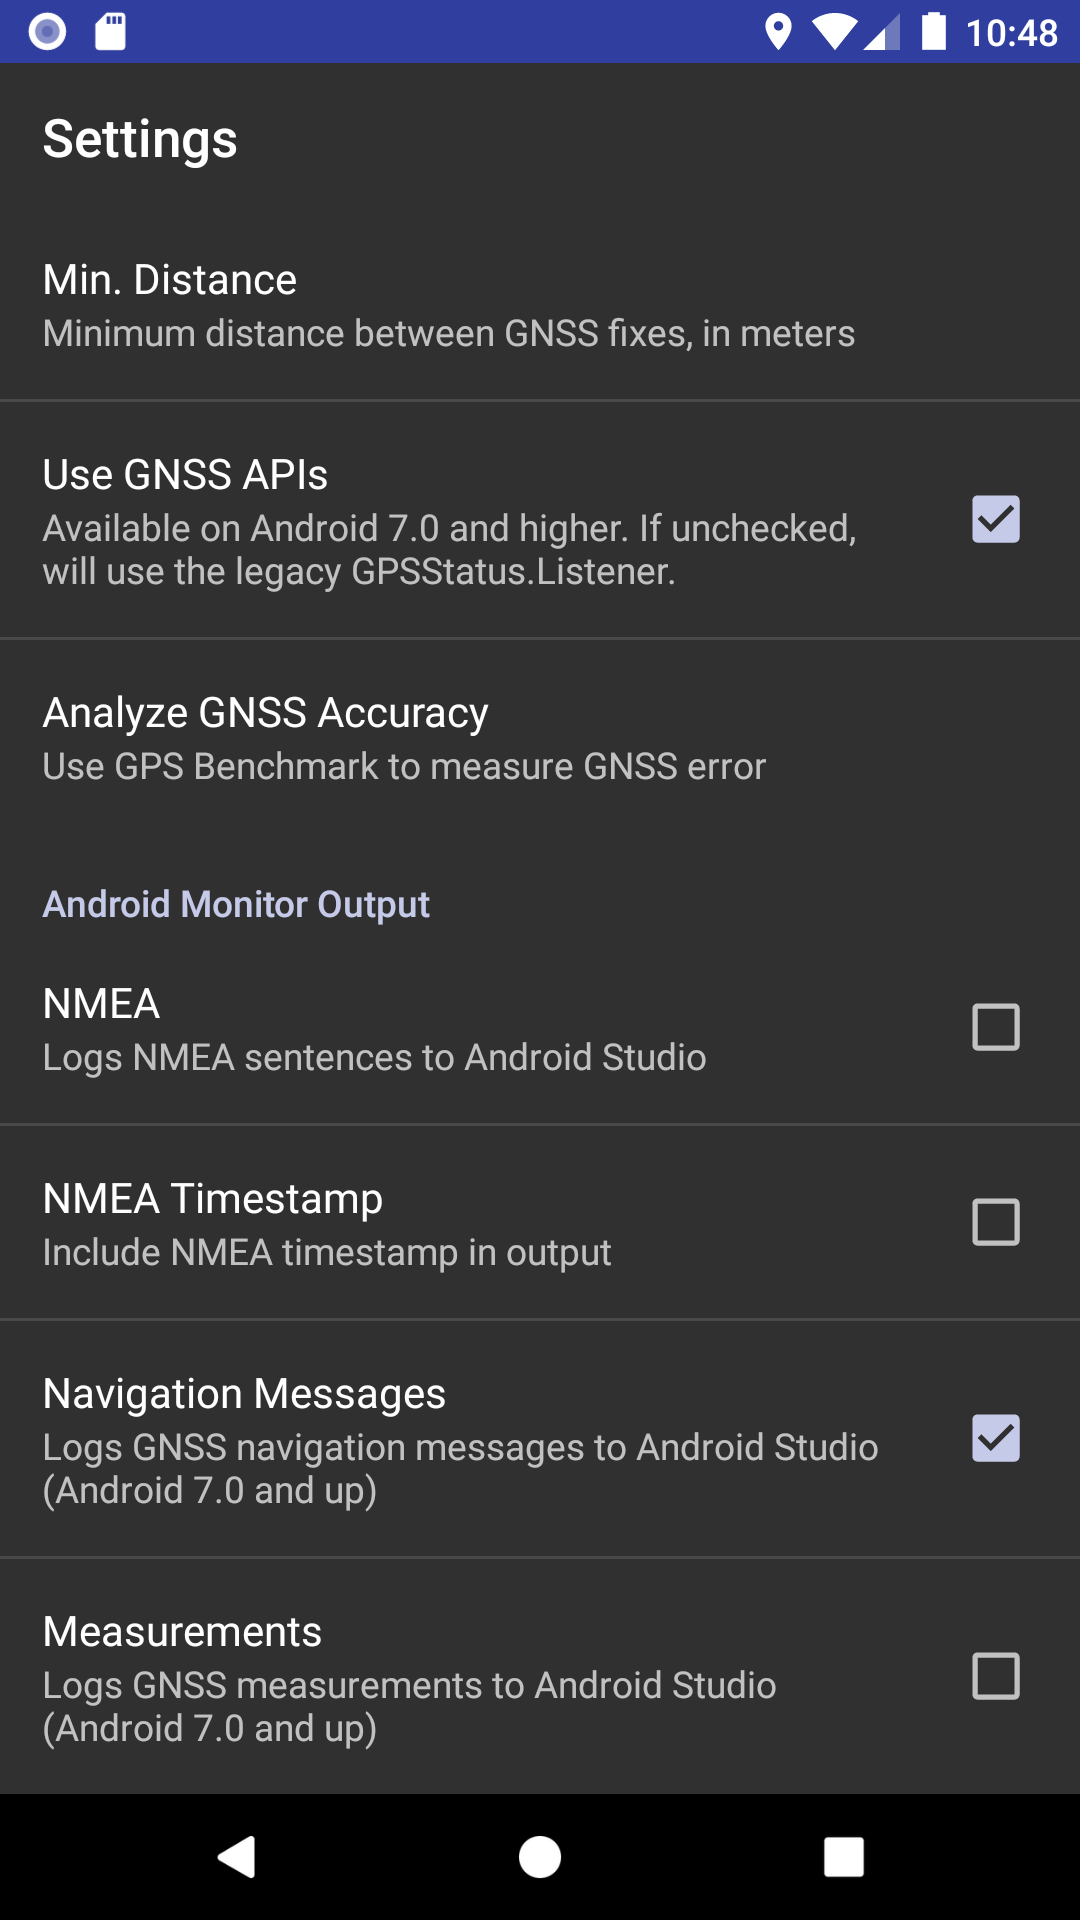 10:48
Settings
Min. Distance
Minimum distance between GNSS fixes, in meters
Use GNSS APIs
Available on Android 7.0 and higher. If unchecked,
will use the legacy GPSStatus.Listener.
Analyze GNSS Accuracy
Use GPS Benchmark to measure GNSS error
Android Monitor Output
NMEA
Logs NMEA sentences to Android Studio
NMEA Timestamp
Include NMEA timestamp in output
Navigation Messages
Logs GNSS navigation messages to Android Studio
(Android 7.0 and up)
Measurements
Logs GNSS measurements to Android Studio
(Android 7.0 and up)